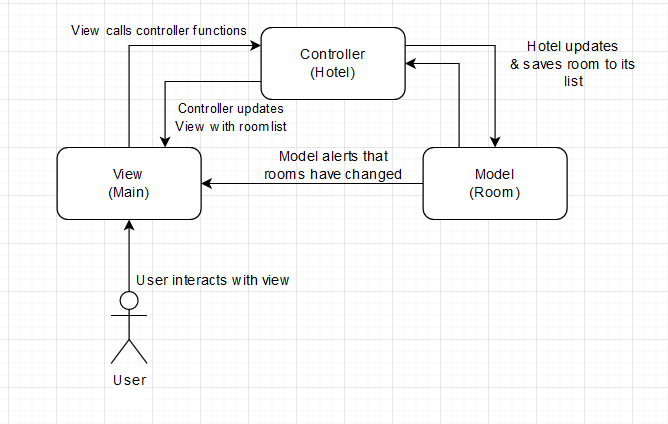 View calls controller functions
Controller
(Hotel)
Hotel updates
& saves room to its
list
Controller updates
View with roomlist
View
(Main)
Model alerts that
rooms have changed
Model
(Room)
User interacts with view
User